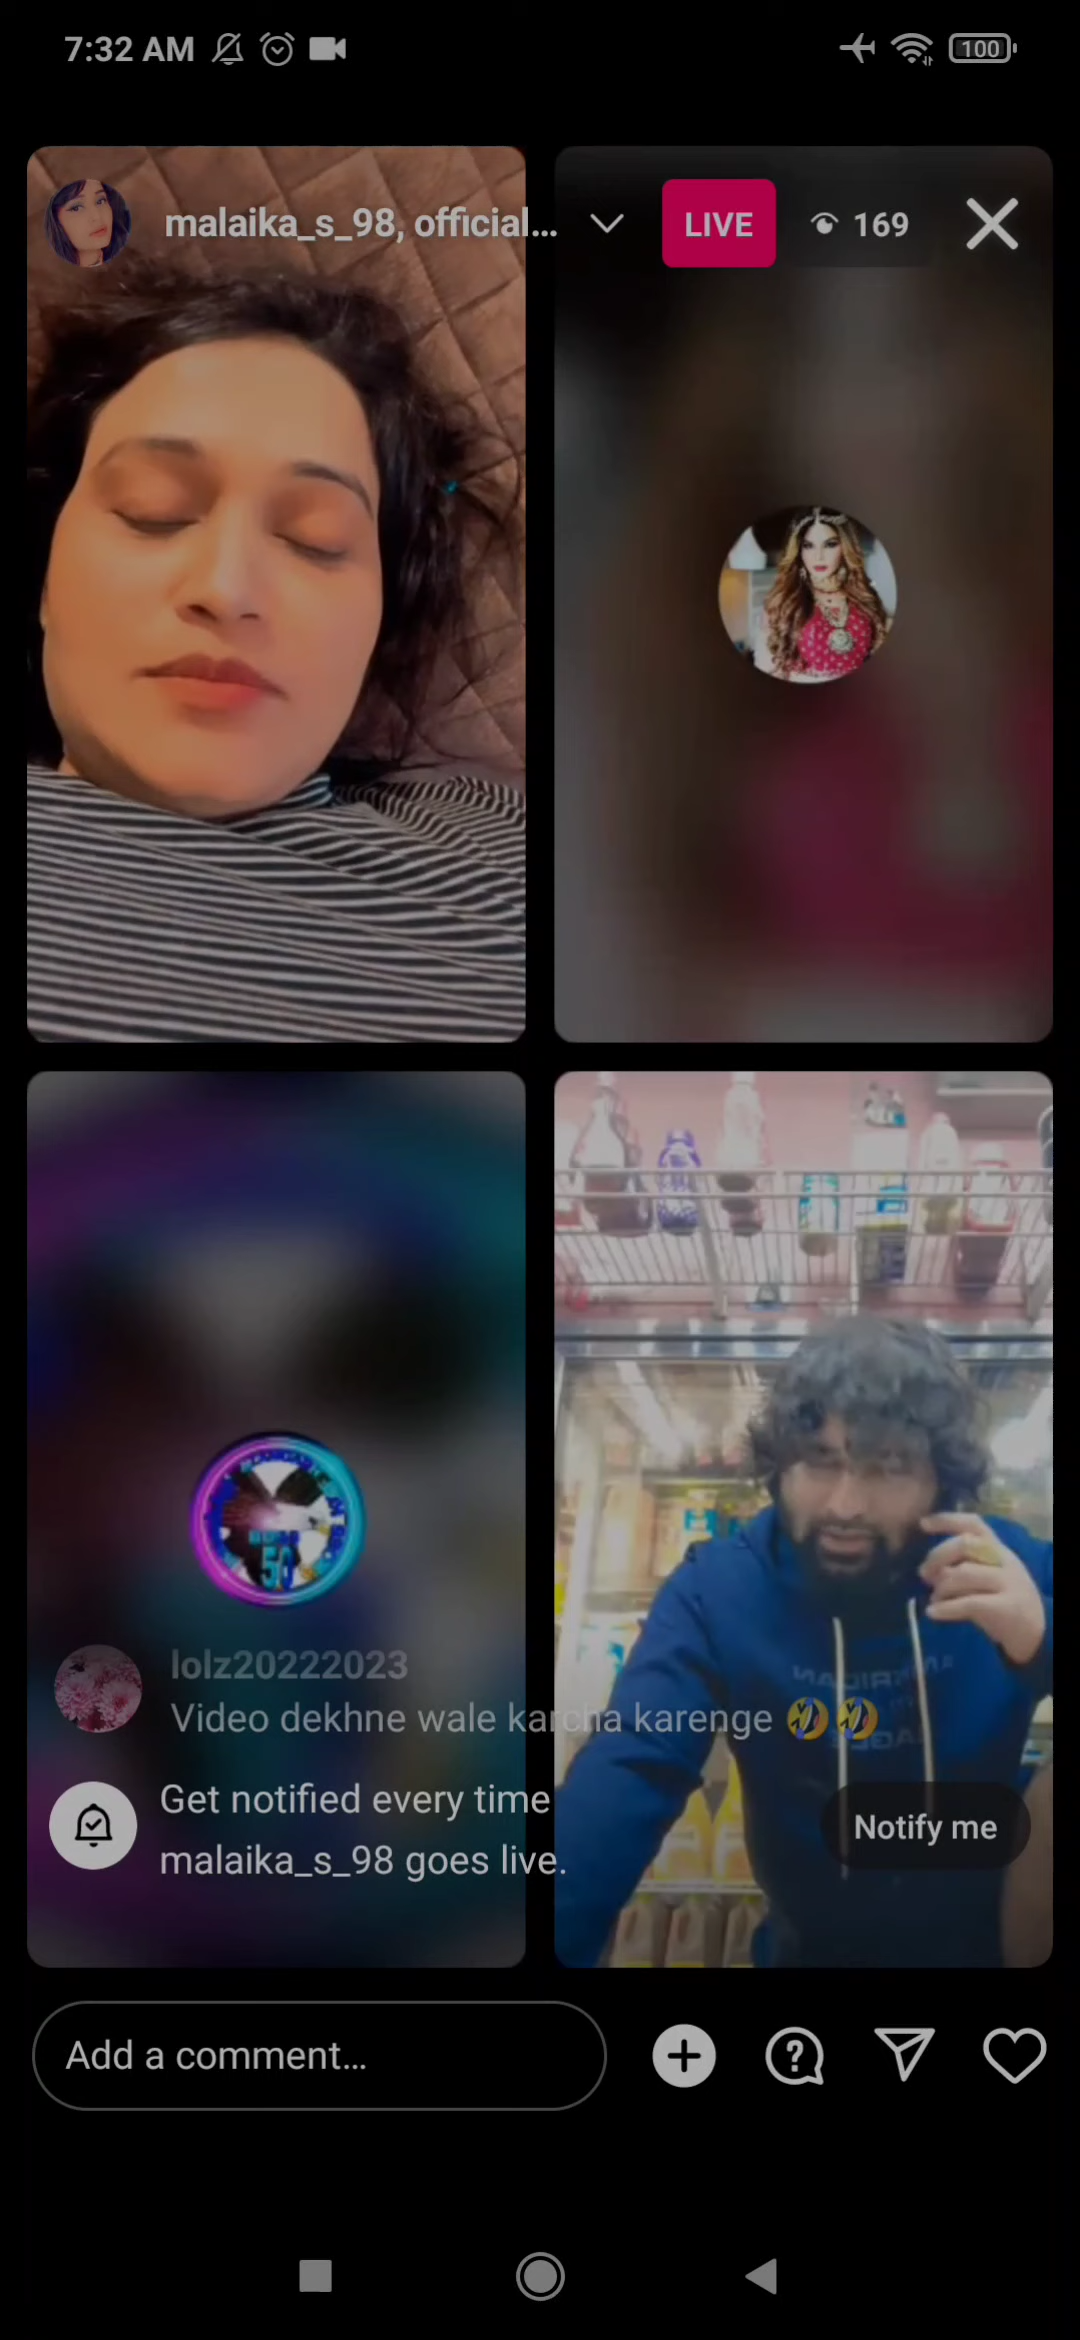 7:32 AM
100
malaika_s_98, official...
LIVE
169
50
lolz20222023
Video dekhne wale karcha karenge 🤣🤣
Get notified every time
malaika_s_98 goes live.
Notify me
Add a comment...